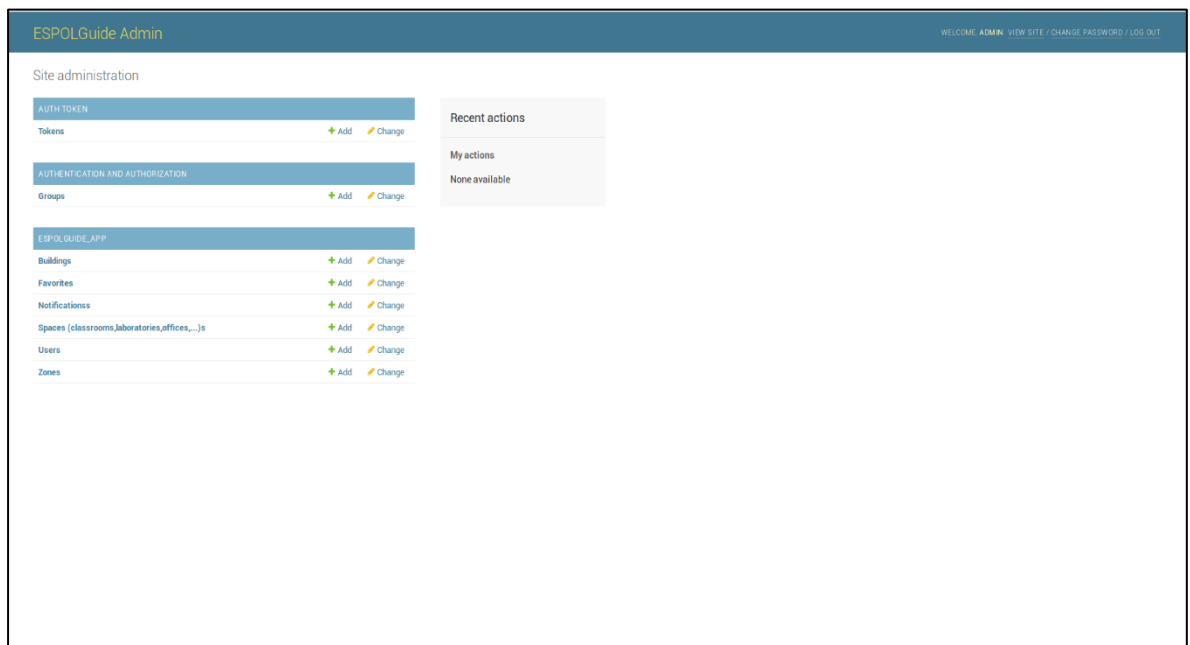 ESPOLGuide Admin
WELCOME, ADMIN. VIEW SITE / CHANGE PASSWORD / LOG OUT
Site administration
AUTH TOKEN
Tokens + Add Change
AUTHENTICATION AND AUTHORIZATION
Groups + Add Change
ESPOLGUIDE_APP
Buildings + Add Change
Favorites + Add Change
Notificationss + Add Change
Spaces (classrooms,laboratories,offices,...)s + Add Change
Users + Add Change
Zones + Add Change
Recent actions
My actions
None available